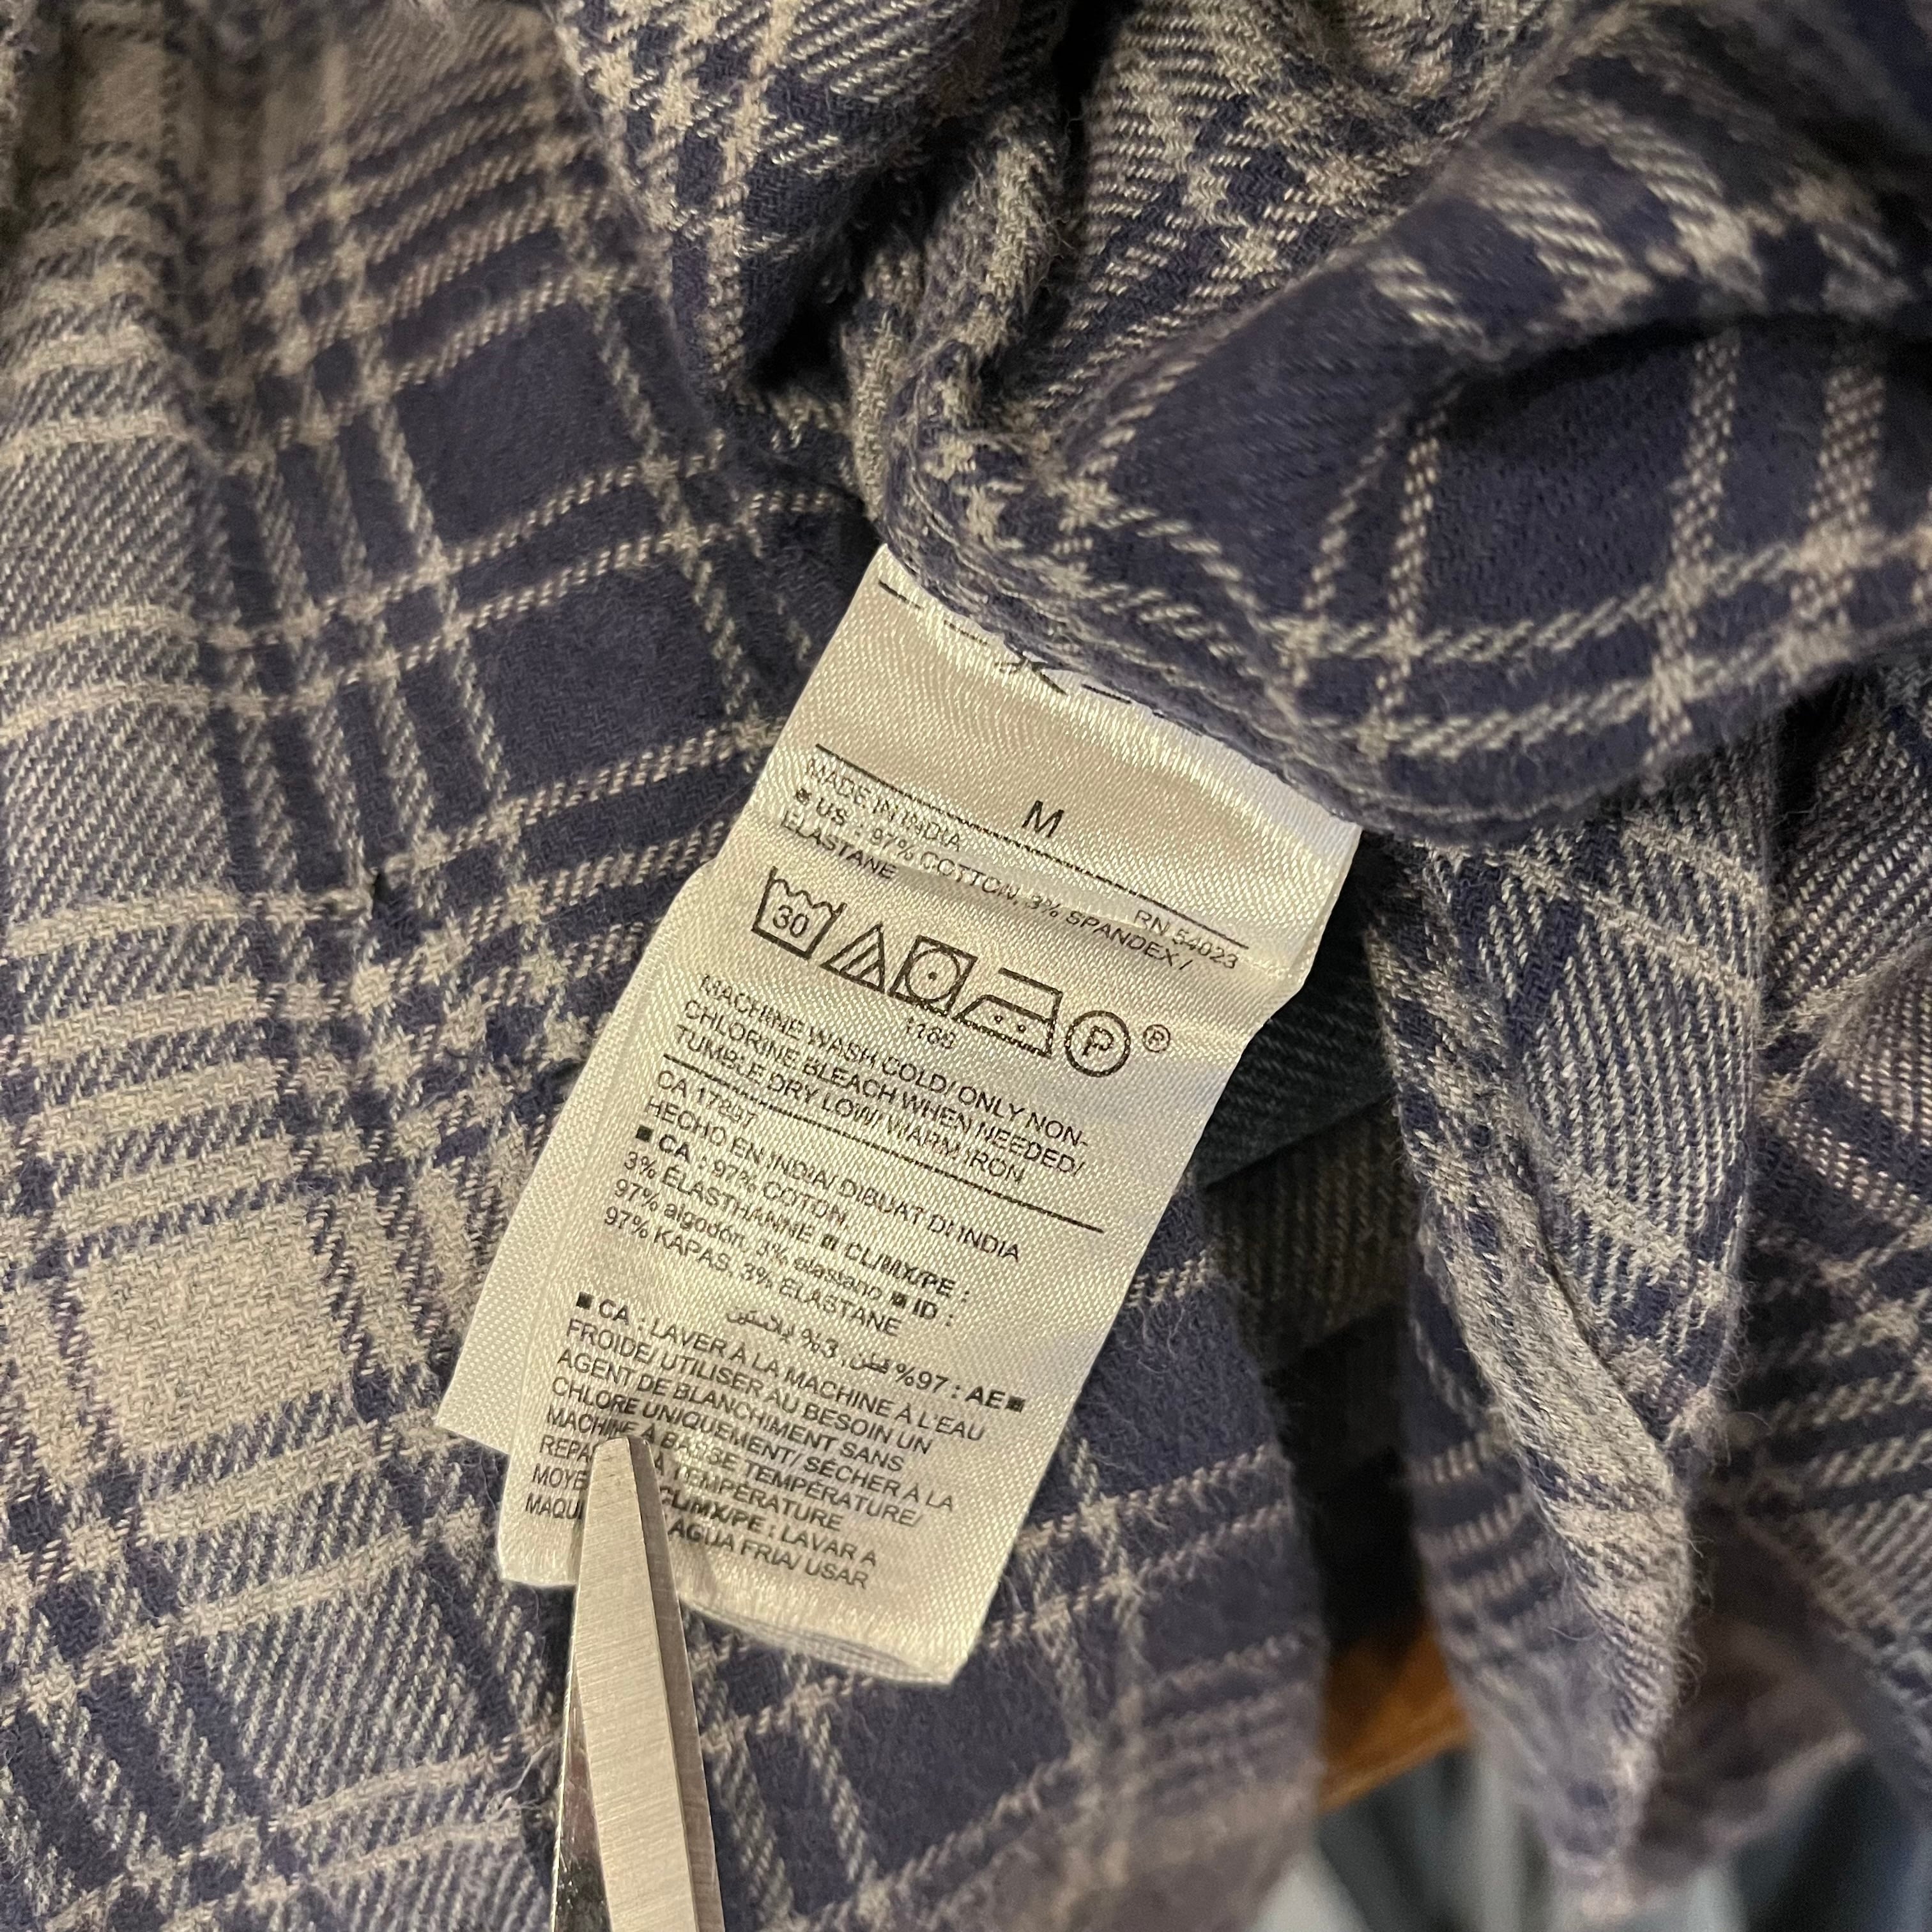 M
MADE IN INDIA
RN 54023
■ US : 97% COTTON, 3% SPANDEX /
ELASTANE
30
P
®
1169
MACHINE WASH COLD/ ONLY NON-
CHLORINE BLEACH WHEN NEEDED/
TUMBLE DRY LOW/ WARM IRON
CA 17897
HECHO EN INDIA/ DIBUAT DI INDIA
■ CA : 97% COTON,
3% ÉLASTHANNE ■ CL/MX/PE :
97% algodón, 3% elastano ■ ID :
97% KAPAS, 3% ELASTANE
■ AE : 97% قطن, 3%
■ CA : LAVER À LA MACHINE À L'EAU
FROIDE/ UTILISER AU BESOIN UN
AGENT DE BLANCHIMENT SANS
CHLORE UNIQUEMENT/ SÉCHER À LA
MACHINE À BASSE TEMPÉRATURE/
À TEMPÉRATURE
CL/MX/PE : LAVAR A
AGUA FRIA/ USAR